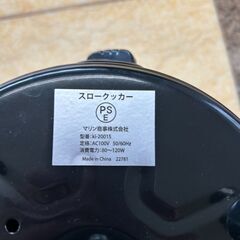 スロークッカー
PS
E
マリン商事株式会社
型番:kl-20015
定格:AC100V 50/60Hz
消費電力:80~120W
Made in China 22781